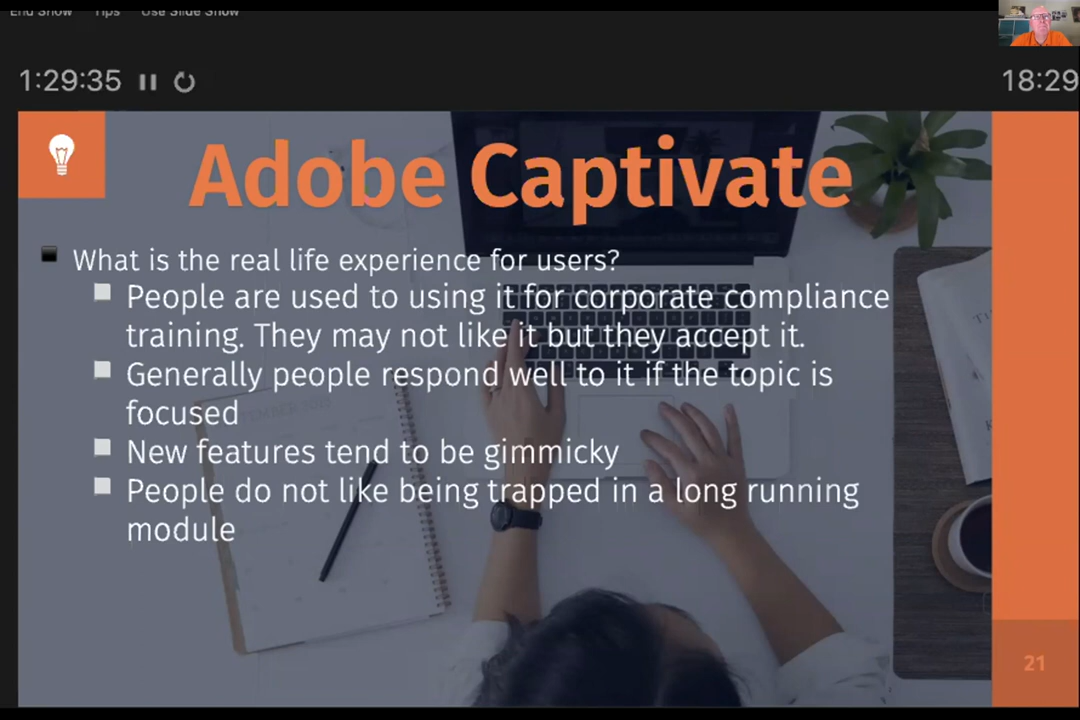 End Show Tips Use Slide Show
1:29:35
18:29
Adobe Captivate
What is the real life experience for users?
People are used to using it for corporate compliance
training. They may not like it but they accept it.
Generally people respond well to it if the topic is
focused
New features tend to be gimmicky
People do not like being trapped in a long running
module
21